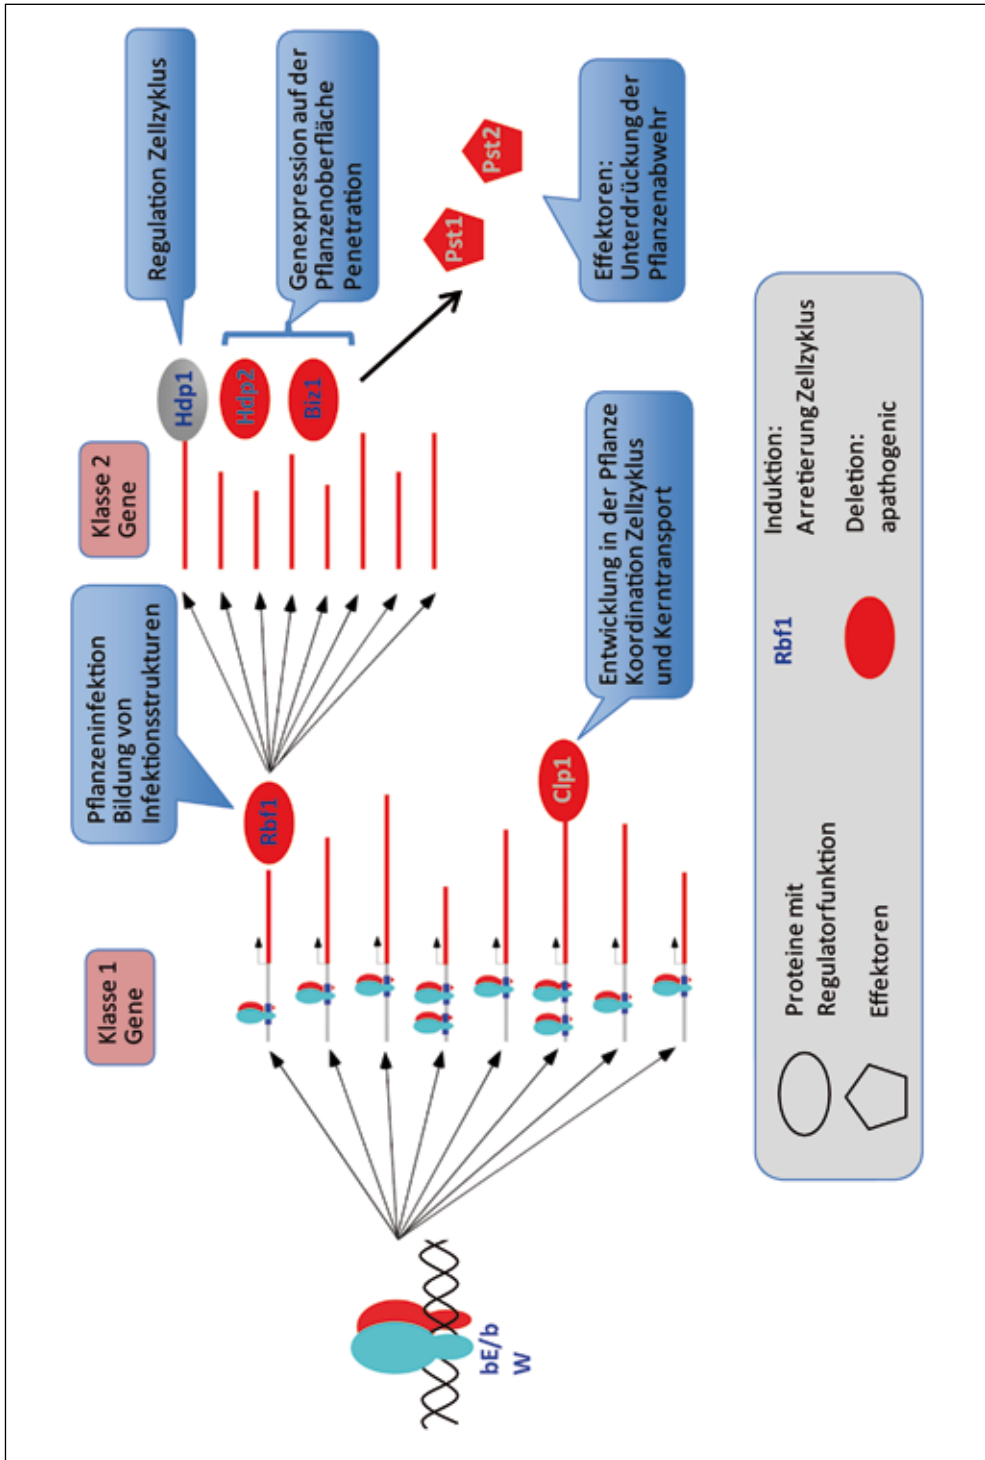 Klasse 1
Gene
Pflanzeninfektion
Bildung von
Infektionsstrukturen
Klasse 2
Gene
Regulation Zellzyklus
Genexpression auf der
Pflanzenoberfläche
Penetration
Rbf1
Hdp1
Hdp2
Biz1
Pst1
Pst2
bE/b
W
Clp1
Entwicklung in der Pflanze
Koordination Zellzyklus
und Kerntransport
Effektoren:
Unterdrückung der
Pflanzenabwehr
Proteine mit
Regulatorfunktion
Effektoren
Rbf1
Induktion:
Arretierung Zellzyklus
Deletion:
apathogenic